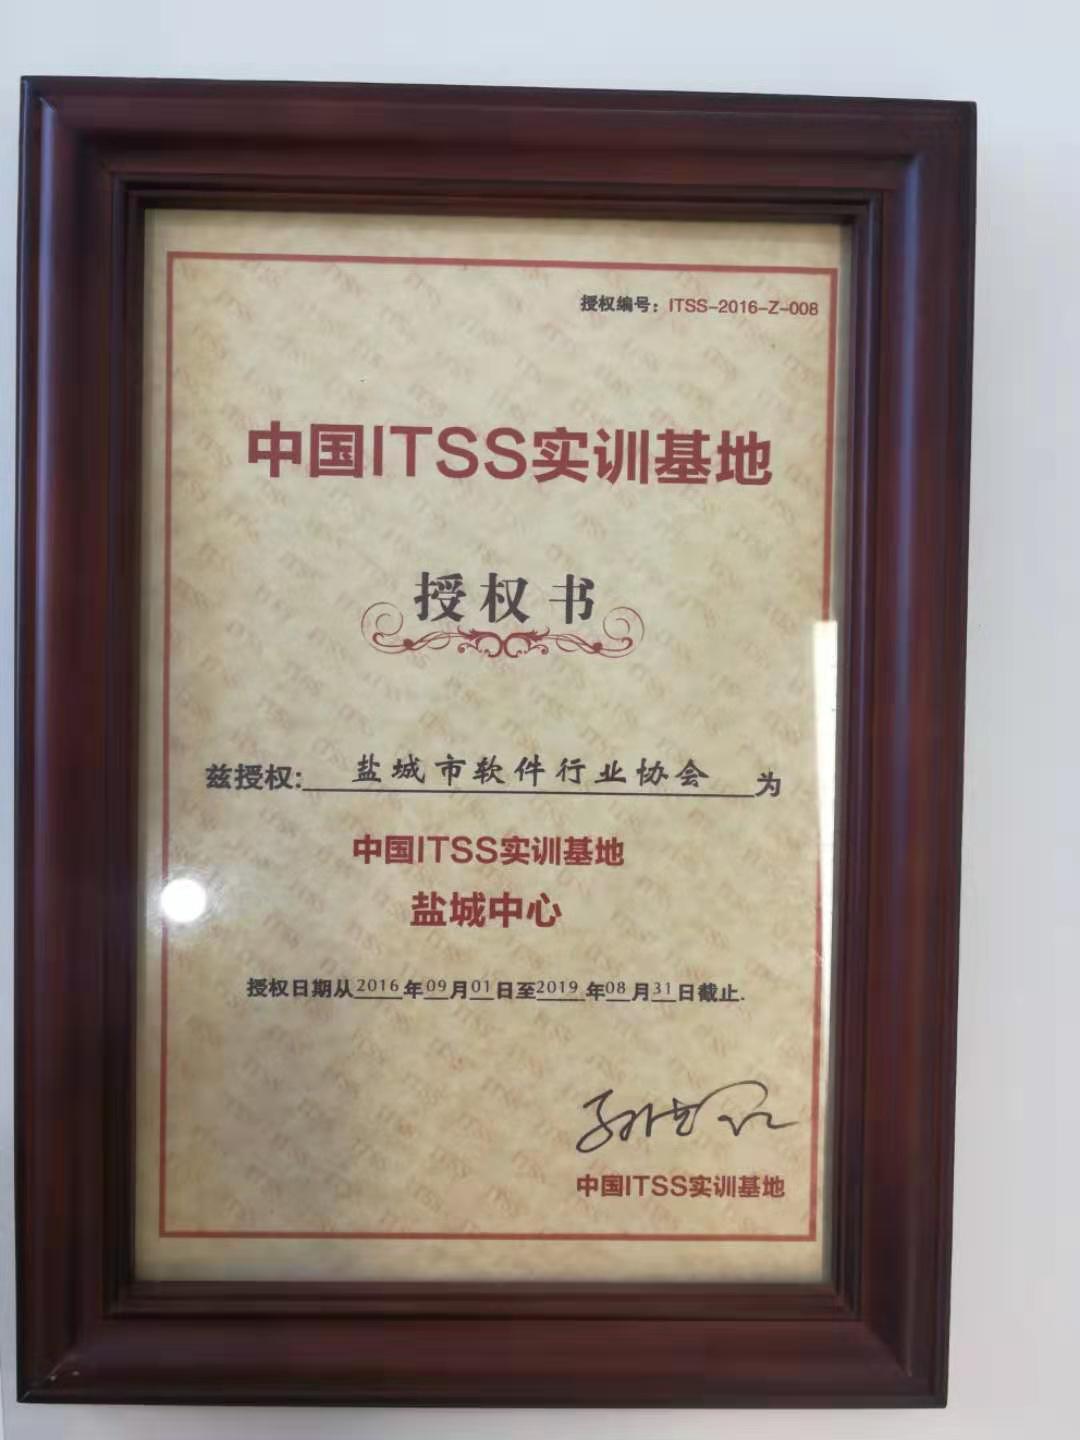 授权编号：ITSS-2016-Z-008
中国ITSS实训基地
授权书
兹授权:盐城市软件行业协会为
中国ITSS实训基地
盐城中心
授权日期从2016年09月01日至2019年08月31日截止.
中国ITSS实训基地